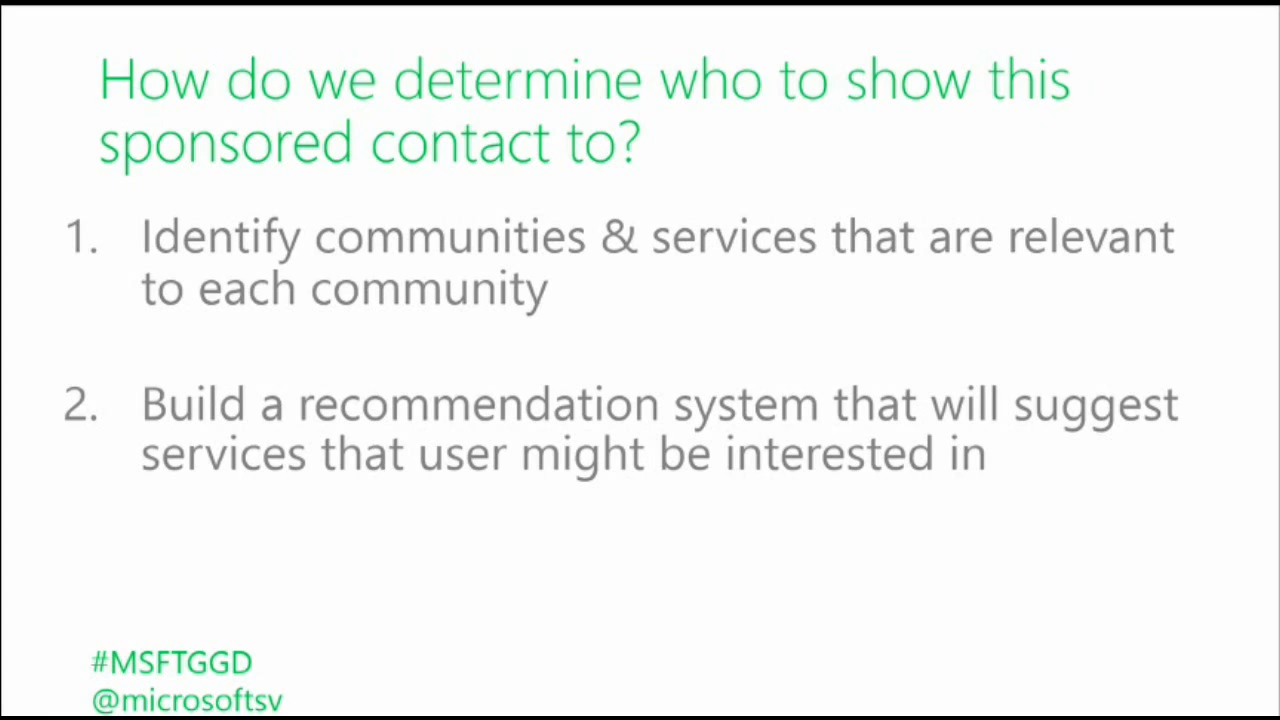 How do we determine who to show this
sponsored contact to?
1. Identify communities & services that are relevant
to each community
2. Build a recommendation system that will suggest
services that user might be interested in
#MSFTGGD
@microsoftsv